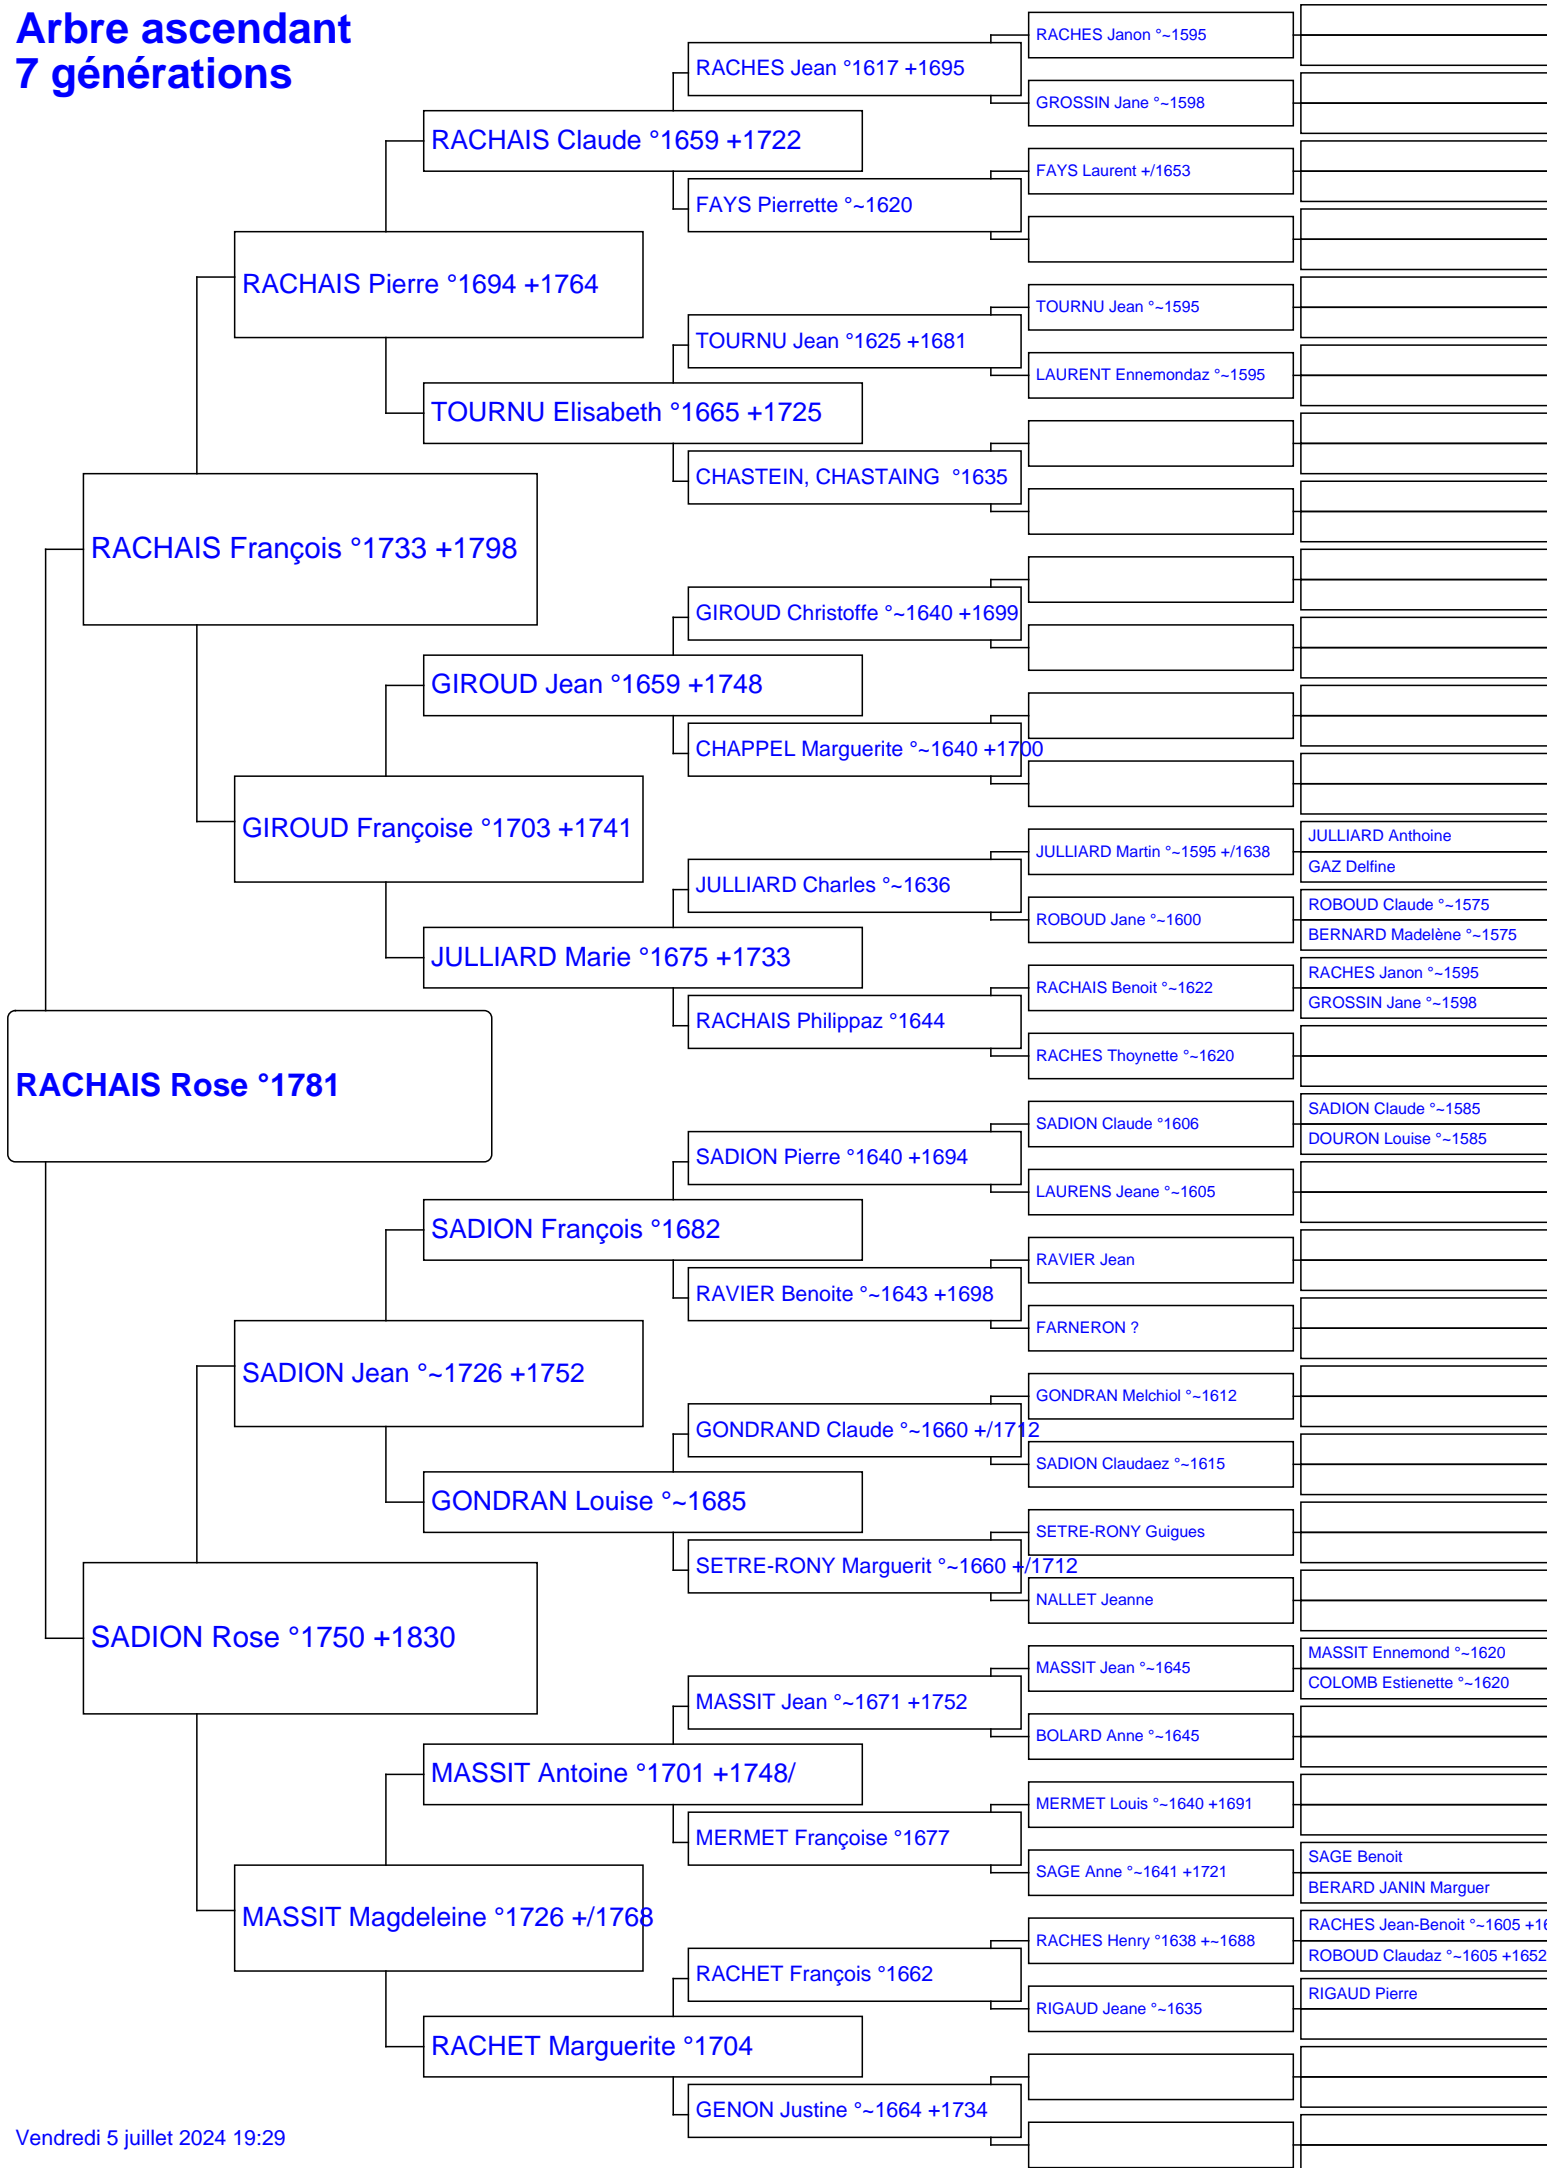 Arbre ascendant
7 générations
RACHAIS Rose °1781
RACHAIS François °1733 +1798
SADION Rose °1750 +1830
RACHAIS Pierre °1694 +1764
GIROUD Françoise °1703 +1741
SADION Jean °~1726 +1752
MASSIT Magdeleine °1726 +/1768
RACHAIS Claude °1659 +1722
TOURNU Elisabeth °1665 +1725
GIROUD Jean °1659 +1748
JULLIARD Marie °1675 +1733
SADION François °1682
GONDRAN Louise °~1685
MASSIT Antoine °1701 +1748/
RACHET Marguerite °1704
RACHES Jean °1617 +1695
FAYS Pierrette °~1620
TOURNU Jean °1625 +1681
CHASTEIN, CHASTAING °1635
GIROUD Christoffe °~1640 +1699
CHAPPEL Marguerite °~1640 +1700
JULLIARD Charles °~1636
RACHAIS Philippaz °1644
SADION Pierre °1640 +1694
RAVIER Benoite °~1643 +1698
GONDRAND Claude °~1660 +/1712
SETRE-RONY Marguerit °~1660 +/1712
MASSIT Jean °~1671 +1752
MERMET Françoise °1677
RACHET François °1662
GENON Justine °~1664 +1734
RACHES Janon °~1595
GROSSIN Jane °~1598
FAYS Laurent +/1653
TOURNU Jean °~1595
LAURENT Ennemondaz °~1595
JULLIARD Martin °~1595 +/1638
ROBOUD Jane °~1600
RACHAIS Benoit °~1622
RACHES Thoynette °~1620
SADION Claude °1606
LAURENS Jeane °~1605
RAVIER Jean
FARNERON ?
GONDRAN Melchiol °~1612
SADION Claudaez °~1615
SETRE-RONY Guigues
NALLET Jeanne
MASSIT Jean °~1645
BOLARD Anne °~1645
MERMET Louis °~1640 +1691
SAGE Anne °~1641 +1721
RACHES Henry °1638 +~1688
RIGAUD Jeane °~1635
JULLIARD Anthoine
GAZ Delfine
ROBOUD Claude °~1575
BERNARD Madelène °~1575
RACHES Janon °~1595
GROSSIN Jane °~1598
SADION Claude °~1585
DOURON Louise °~1585
MASSIT Ennemond °~1620
COLOMB Estienette °~1620
SAGE Benoit
BERARD JANIN Marguer
RACHES Jean-Benoit °~1605
ROBOUD Claudaz °~1605 +1652
RIGAUD Pierre
Vendredi 5 juillet 2024 19:29